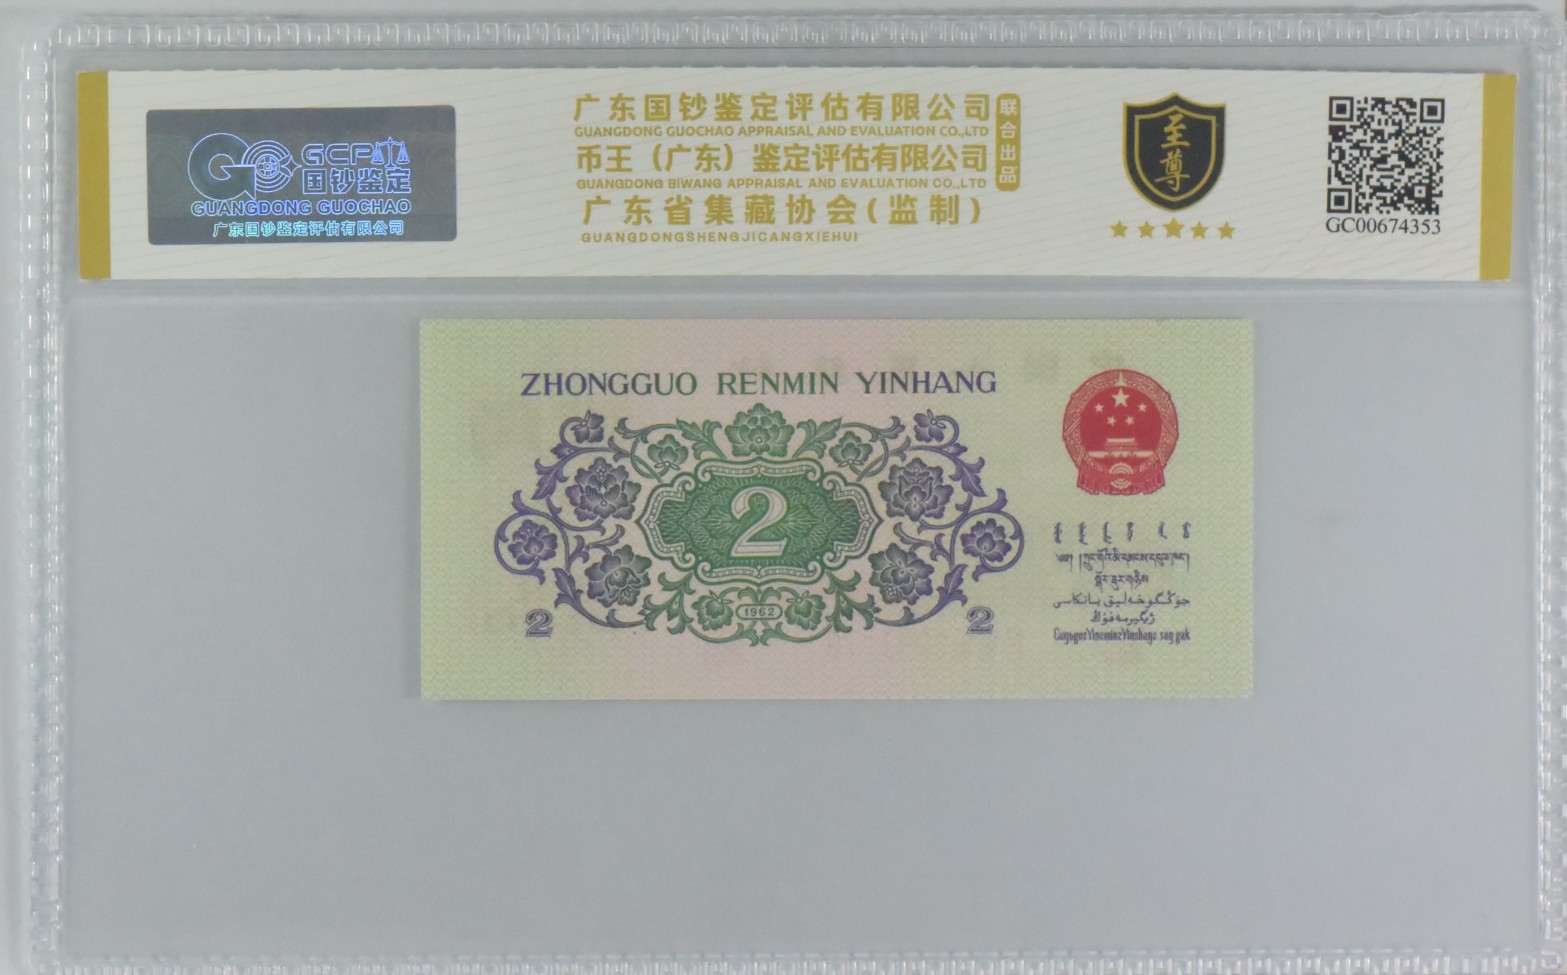 GCP
国钞鉴定
GUANGDONG GUOCHAO
广东国钞鉴定评估有限公司
广东国钞鉴定评估有限公司
GUANGDONG GUOCHAO APPRAISAL AND EVALUATION CO.,LTD
币王（广东）鉴定评估有限公司
GUANGDONG BIWANG APPRAISAL AND EVALUATION CO.,LTD
广东省集藏协会(监制)
GUANGDONGSHENGJICANGXIEHUI
联合出品
至尊
GC00674353
ZHONGGUO RENMIN YINHANG
2
1962
2
2